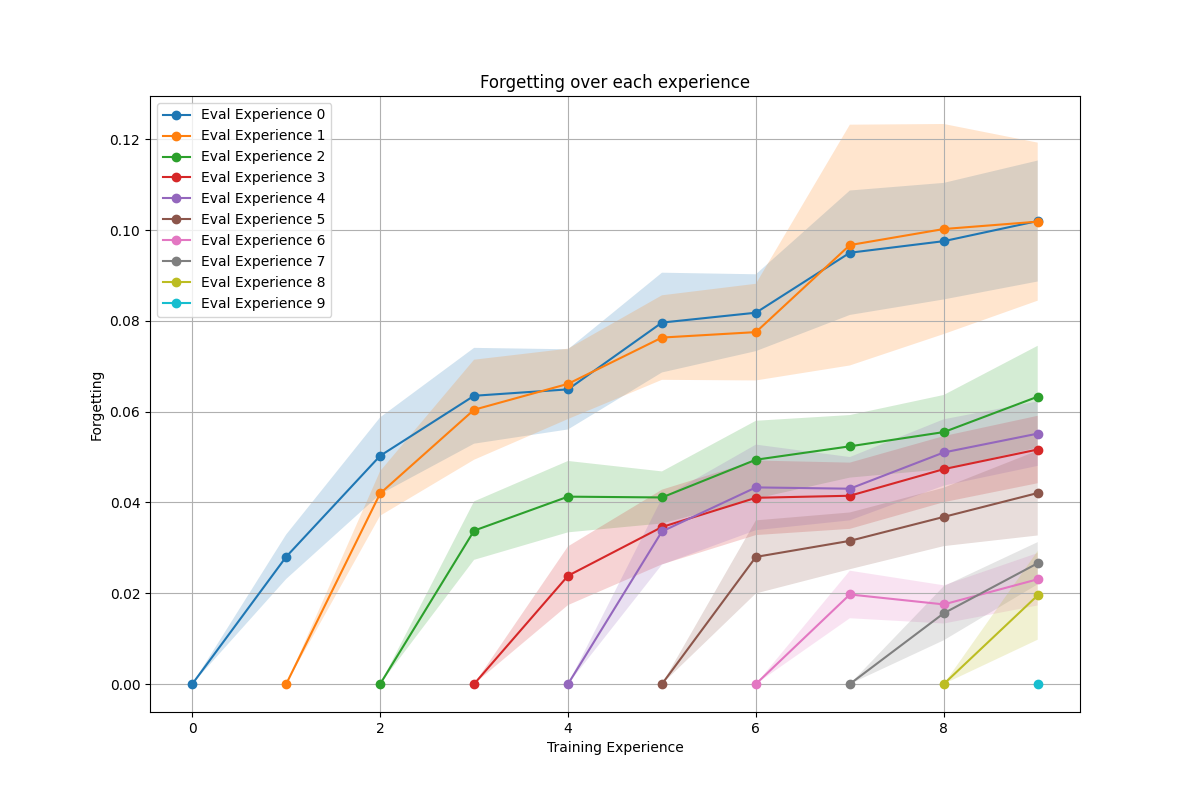 Forgetting over each experience
Eval Experience 0
Eval Experience 1
Eval Experience 2
Eval Experience 3
Eval Experience 4
Eval Experience 5
Eval Experience 6
Eval Experience 7
Eval Experience 8
Eval Experience 9
Forgetting
0.12
0.10
0.08
0.06
0.04
0.02
0.00
0 2 4 6 8
Training Experience